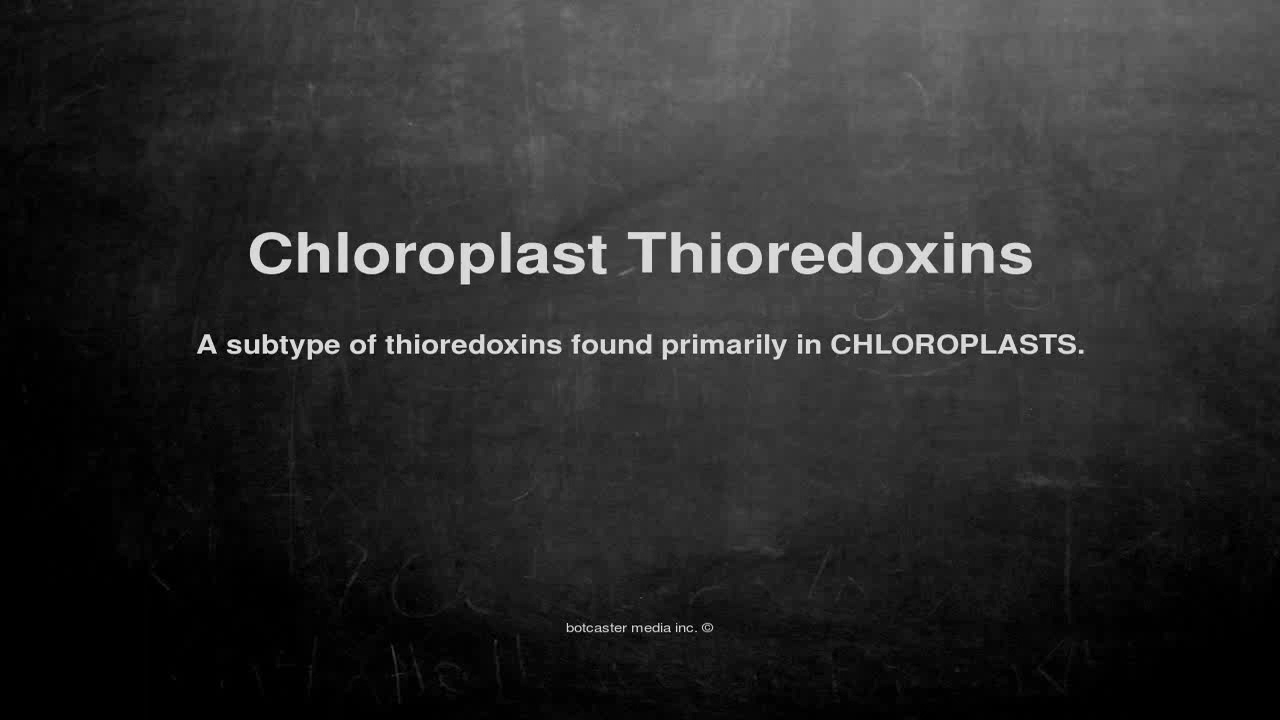 Chloroplast Thioredoxins
A subtype of thioredoxins found primarily in CHLOROPLASTS.
botcaster media inc. ©